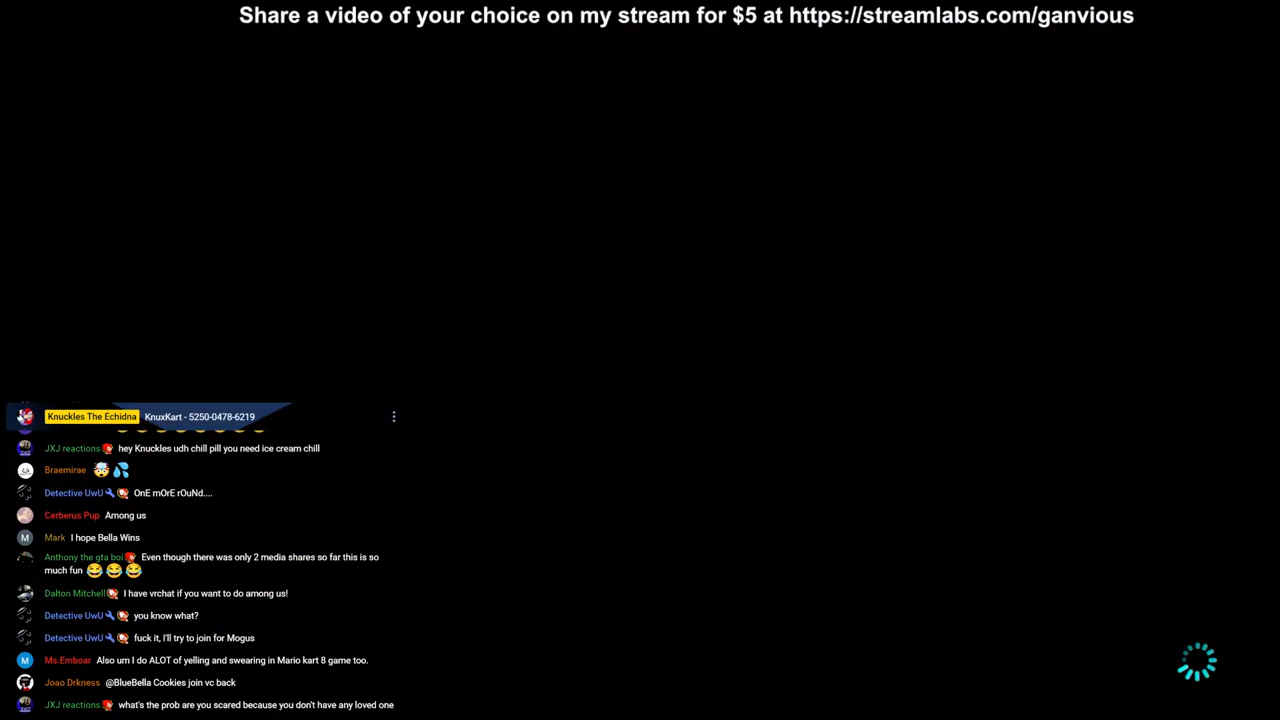 Share a video of your choice on my stream for $5 at https://streamlabs.com/ganvious
Knuckles The Echidna KnuxKart - 5250-0478-6219
JXJ reactions hey Knuckles udh chill pill you need ice cream chill
Braemirae 🤯💦
Detective UwU OnE mOrE rOuNd....
Cerberus Pup Among us
M Mark I hope Bella Wins
Anthony the gta boi Even though there was only 2 media shares so far this is so
much fun 😂😂😂
Dalton Mitchell I have vrchat if you want to do among us!
Detective UwU you know what?
Detective UwU fuck it, I'll try to join for Mogus
M Ms.Emboar Also um I do ALOT of yelling and swearing in Mario kart 8 game too.
Joao Drkness @BlueBella Cookies join vc back
JXJ reactions what's the prob are you scared because you don't have any loved one